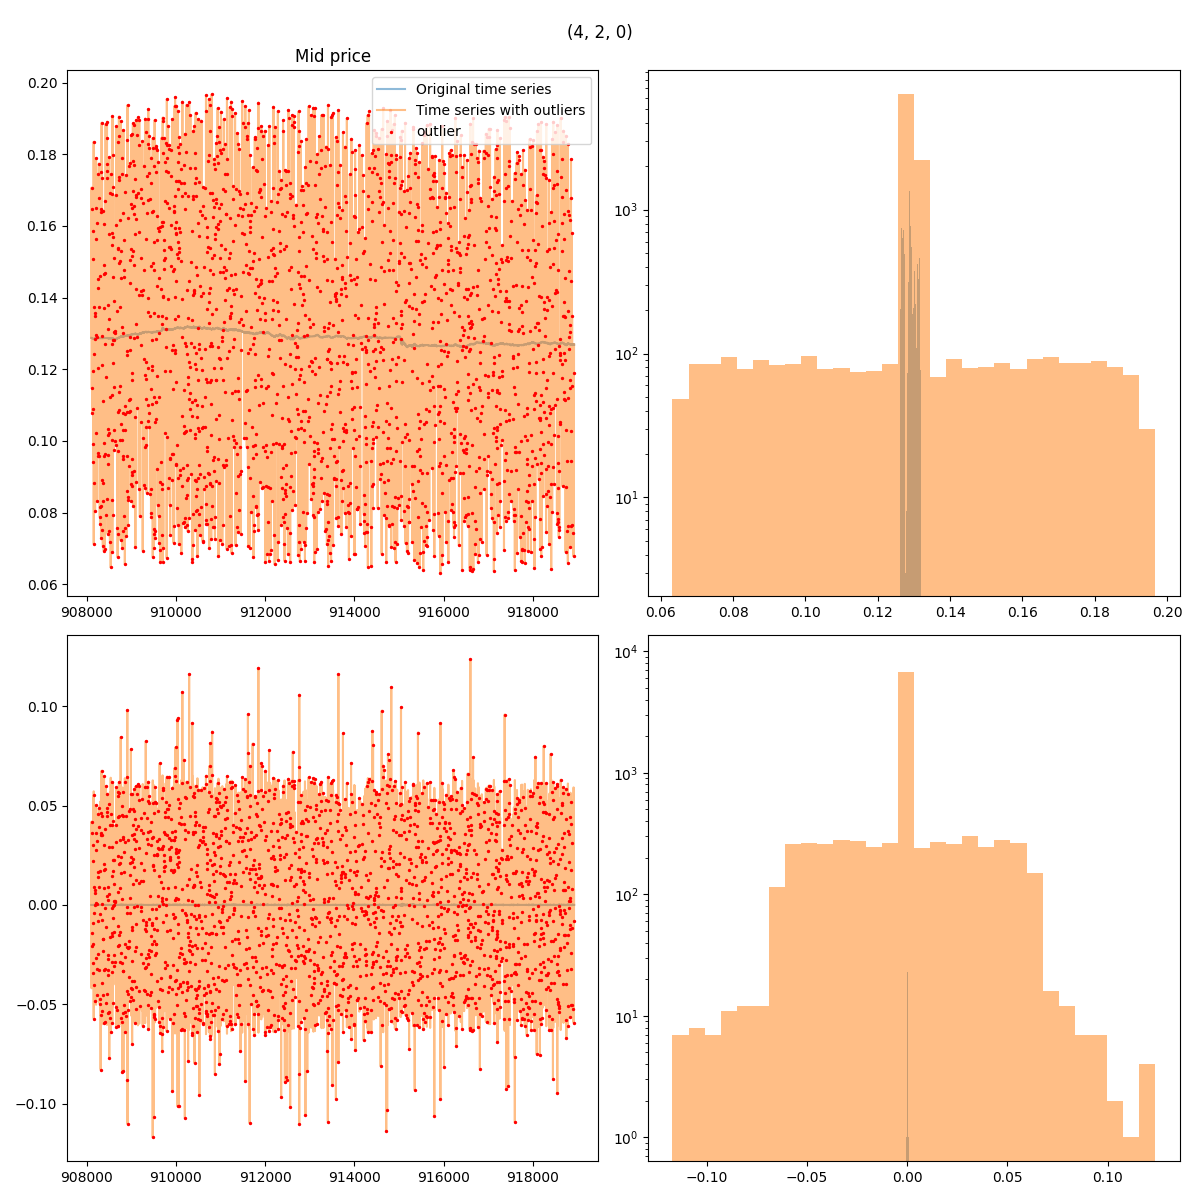 (4, 2, 0)
Mid price
Original time series
Time series with outliers
outlier
0.20
0.18
0.16
0.14
0.12
0.10
0.08
0.06
908000 910000 912000 914000 916000 918000
10³
10²
10¹
0.06 0.08 0.10 0.12 0.14 0.16 0.18 0.20
0.10
0.05
0.00
−0.05
−0.10
908000 910000 912000 914000 916000 918000
10⁴
10³
10²
10¹
10⁰
−0.10 −0.05 0.00 0.05 0.10